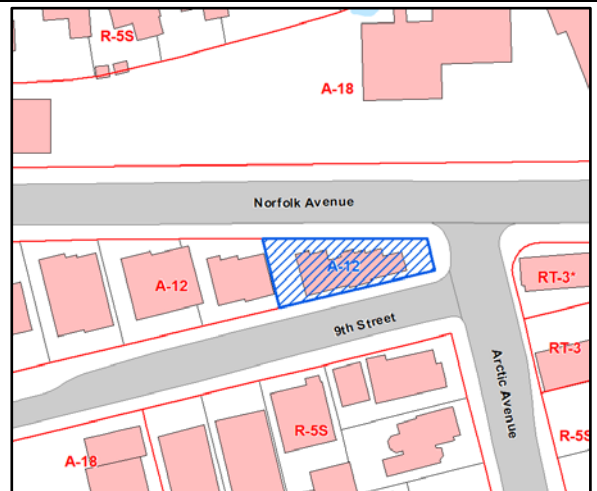 R-5S
A-18
Norfolk Avenue
A-12
A-12
RT-3*
9th Street
RT-3
Arctic Avenue
R-5S
R-5S
A-18